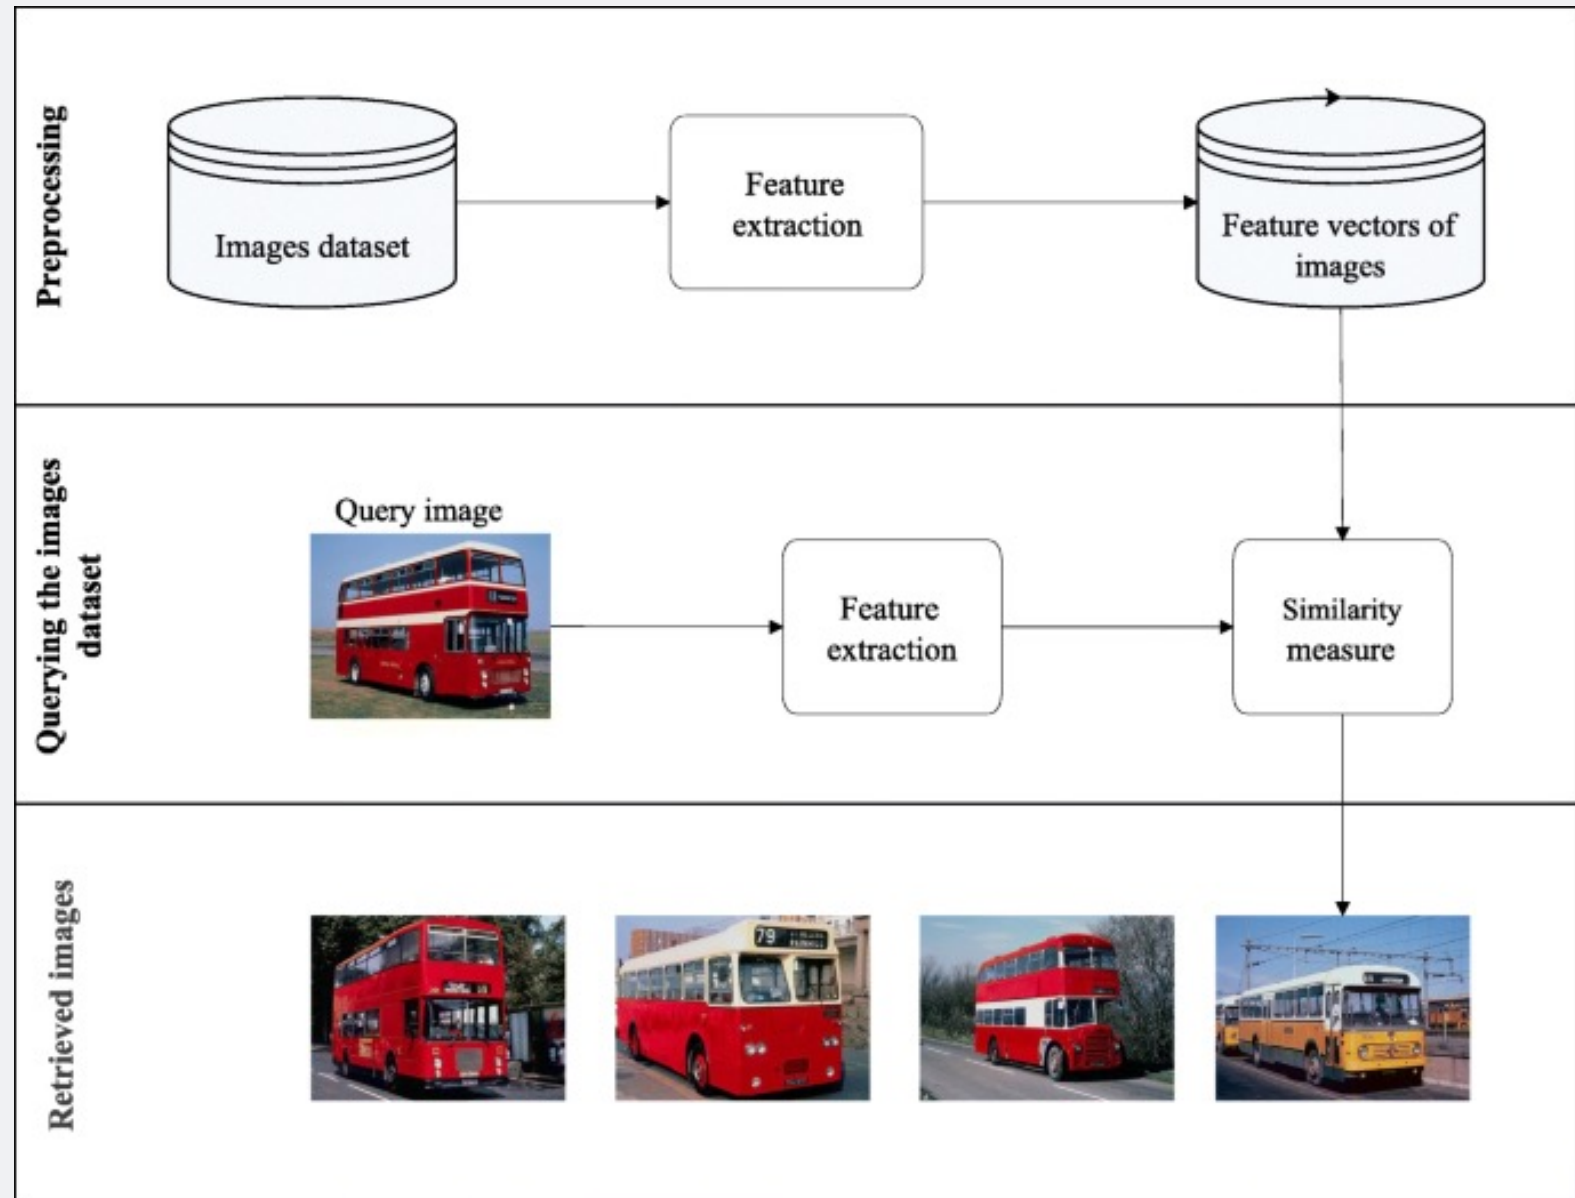 Preprocessing
Images dataset
Feature
extraction
Feature vectors of
images
Querying the images
dataset
Query image
Feature
extraction
Similarity
measure
Retrieved images
79